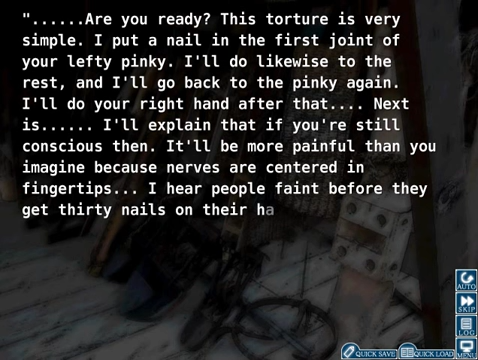 "......Are you ready? This torture is very
simple. I put a nail in the first joint of
your lefty pinky. I'll do likewise to the
rest, and I'll go back to the pinky again.
I'll do your right hand after that.... Next
is...... I'll explain that if you're still
conscious then. It'll be more painful than you
imagine because nerves are centered in
fingertips... I hear people faint before they
get thirty nails on their ha
AUTO
SKIP
LOG
QUICK SAVE
QUICK LOAD
MENU